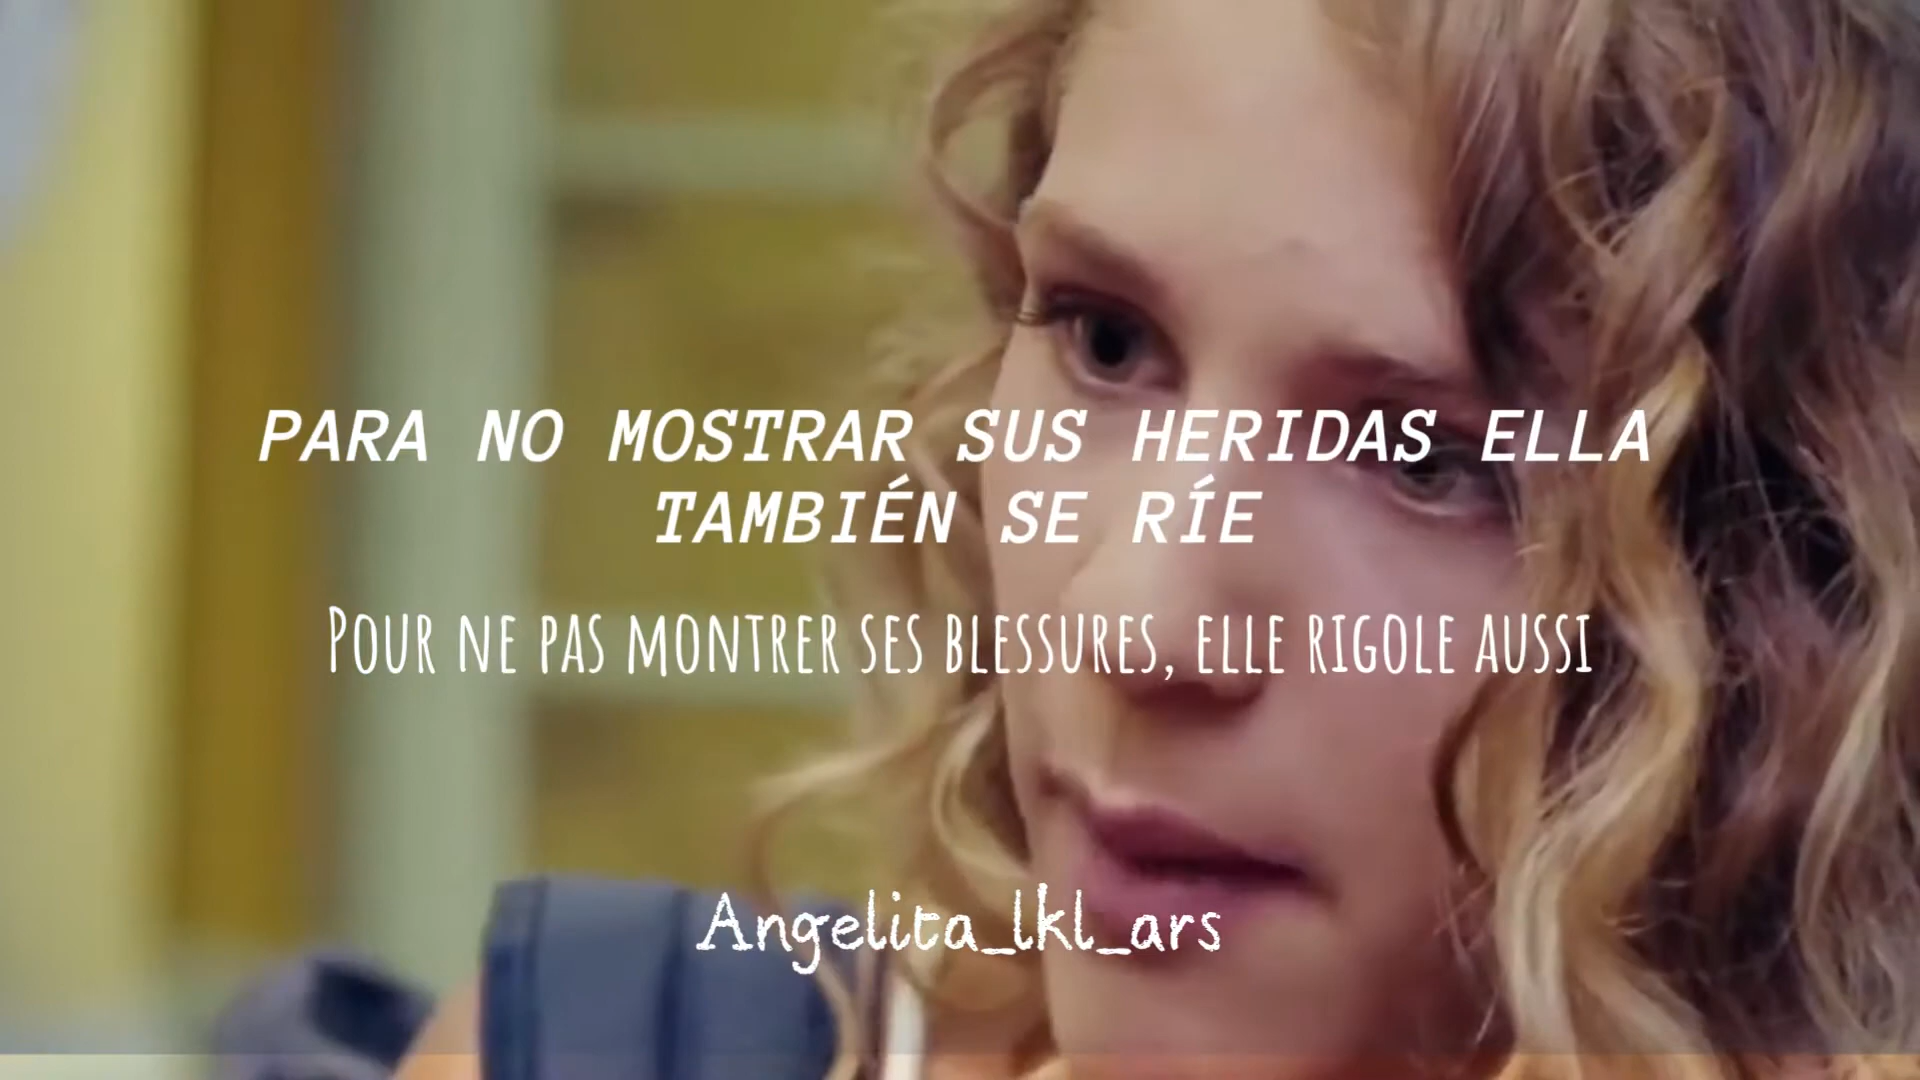 PARA NO MOSTRAR SUS HERIDAS ELLA
TAMBIÉN SE RÍE
POUR NE PAS MONTRER SES BLESSURES, ELLE RIGOLE AUSSI
Angelita_lkl_ars